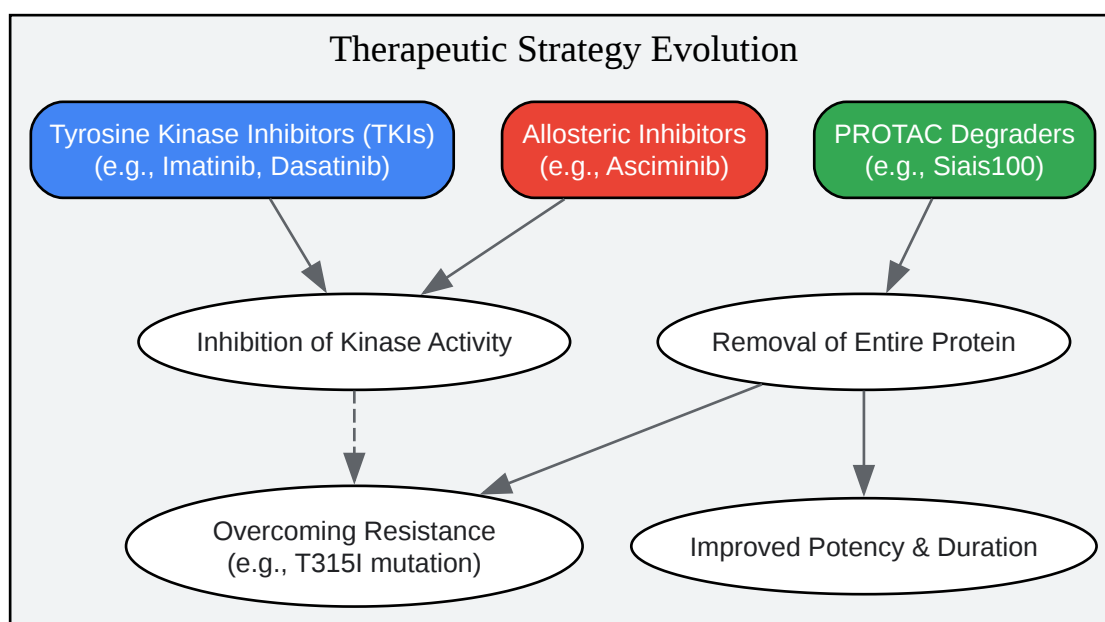 Therapeutic Strategy Evolution
Tyrosine Kinase Inhibitors (TKIs)
(e.g., Imatinib, Dasatinib)
Allosteric Inhibitors
(e.g., Asciminib)
PROTAC Degraders
(e.g., Siais100)
Inhibition of Kinase Activity
Removal of Entire Protein
Overcoming Resistance
(e.g., T315I mutation)
Improved Potency & Duration